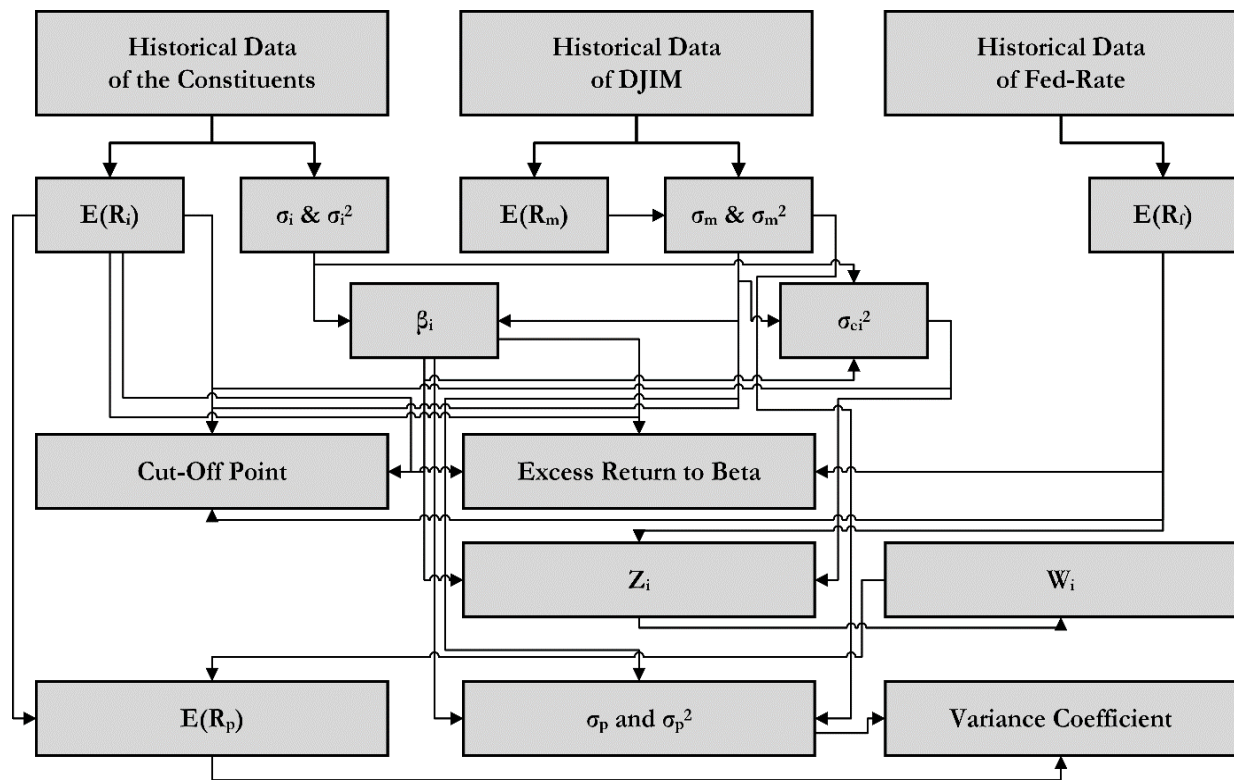 Historical Data
of the Constituents
Historical Data
of DJIM
Historical Data
of Fed-Rate
E(Rᵢ)
σᵢ & σᵢ²
E(Rₘ)
σₘ & σₘ²
E(R_f)
βᵢ
σ_ei²
Cut-Off Point
Excess Return to Beta
Zᵢ
Wᵢ
E(Rₚ)
σₚ and σₚ²
Variance Coefficient